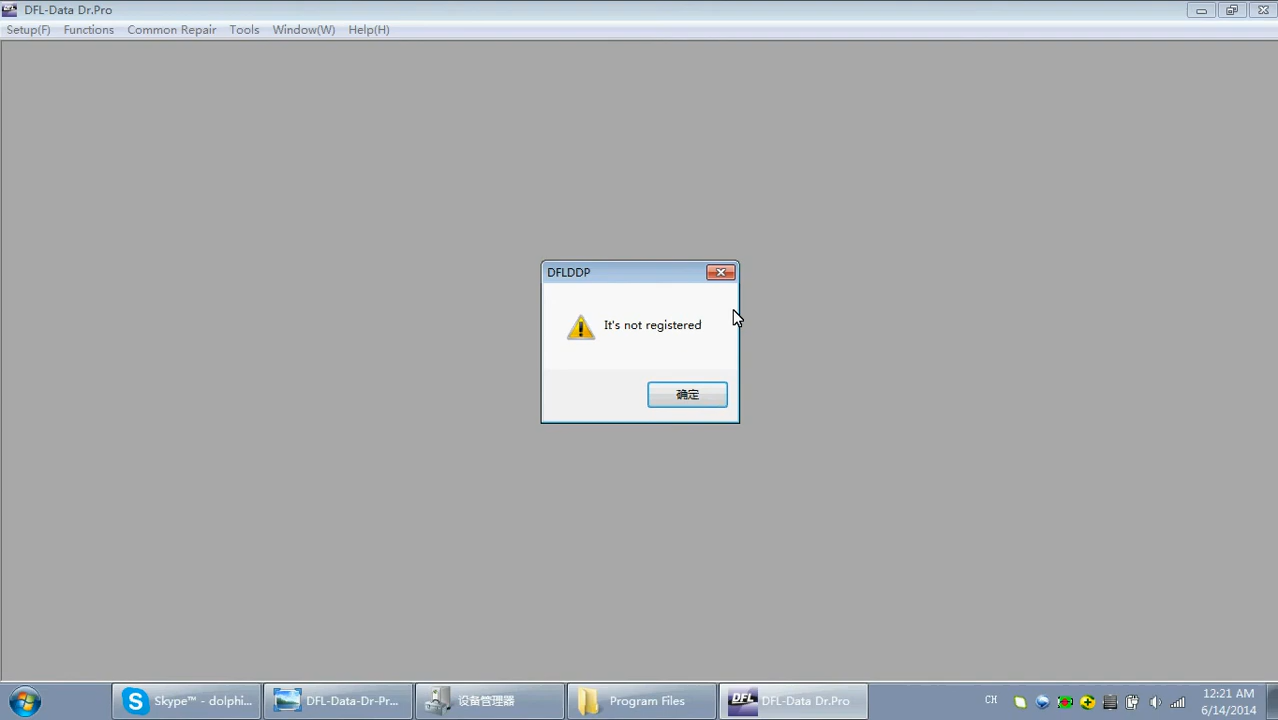 DFL-Data Dr.Pro
Setup(F) Functions Common Repair Tools Window(W) Help(H)
DFLDDP
It's not registered
确定
Skype™ - dolphi... DFL-Data-Dr-Pr... 设备管理器 Program Files DFL DFL-Data Dr.Pro CH 12:21 AM
6/14/2014